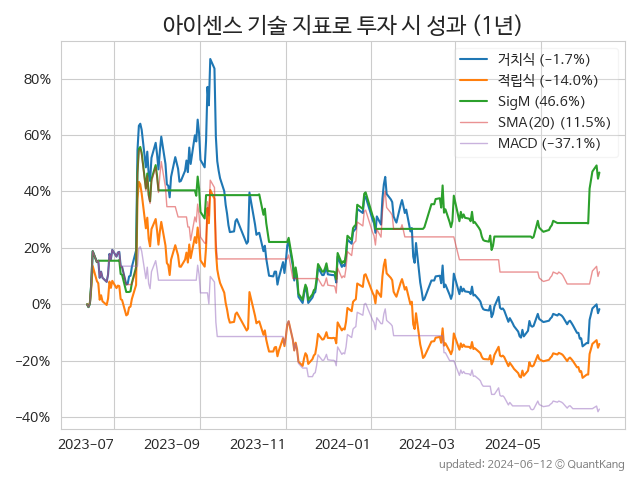 아이센스 기술 지표로 투자 시 성과 (1년)
거치식 (−1.7%)
적립식 (−14.0%)
SigM (46.6%)
SMA(20) (11.5%)
MACD (−37.1%)
80%
60%
40%
20%
0%
−20%
−40%
2023-07 2023-09 2023-11 2024-01 2024-03 2024-05
updated: 2024-06-12 © QuantKang